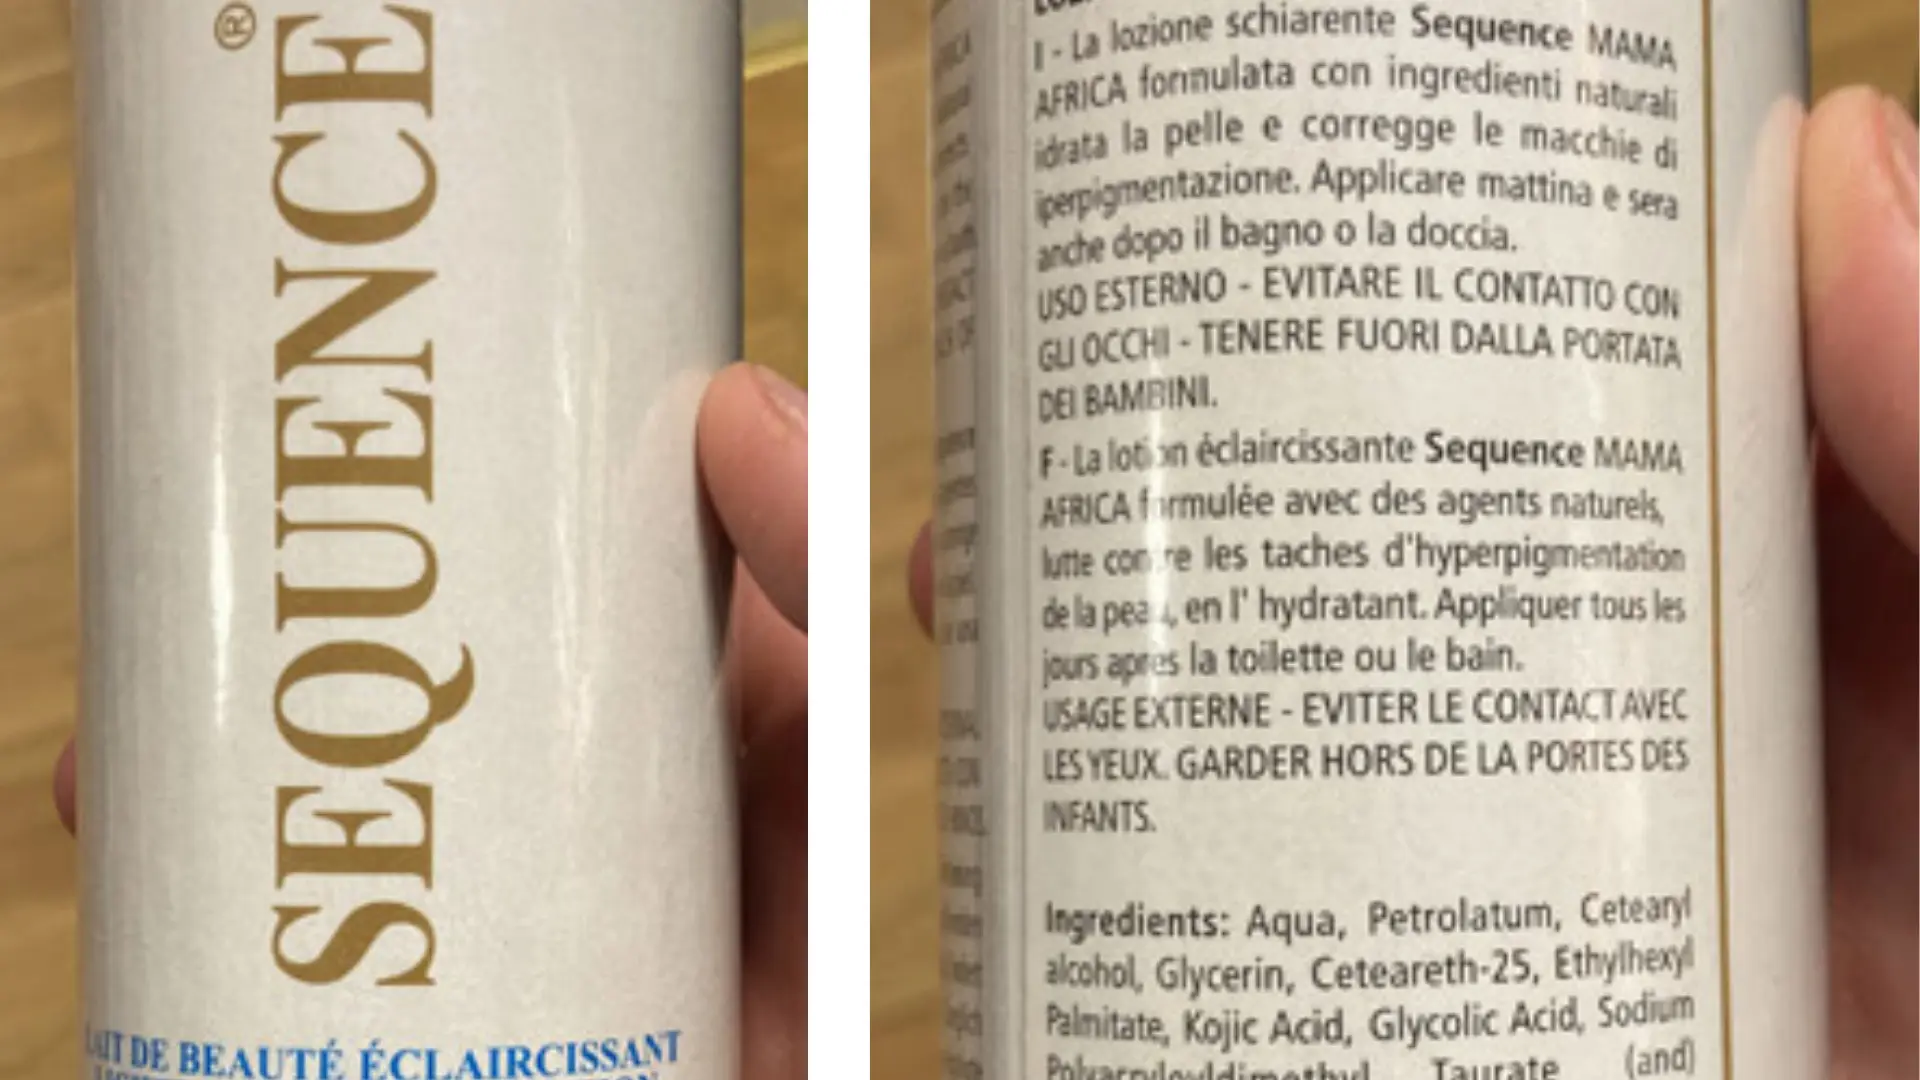 SEQUENCE®
LAIT DE BEAUTÉ ÉCLAIRCISSANT
I - La lozione schiarente Sequence MAMA
AFRICA formulata con ingredienti naturali
idrata la pelle e corregge le macchie di
iperpigmentazione. Applicare mattina e sera
anche dopo il bagno o la doccia.
USO ESTERNO - EVITARE IL CONTATTO CON
GLI OCCHI - TENERE FUORI DALLA PORTATA
DEI BAMBINI.
F - La lotion éclaircissante Sequence MAMA
AFRICA formulée avec des agents naturels,
lutte contre les taches d'hyperpigmentation
de la peau, en l' hydratant. Appliquer tous les
jours apres la toilette ou le bain.
USAGE EXTERNE - EVITER LE CONTACT AVEC
LES YEUX. GARDER HORS DE LA PORTES DES
INFANTS.
Ingredients: Aqua, Petrolatum, Cetearyl
alcohol, Glycerin, Ceteareth-25, Ethylhexyl
Palmitate, Kojic Acid, Glycolic Acid, Sodium
Polyacryloyldimethyl Taurate (and)